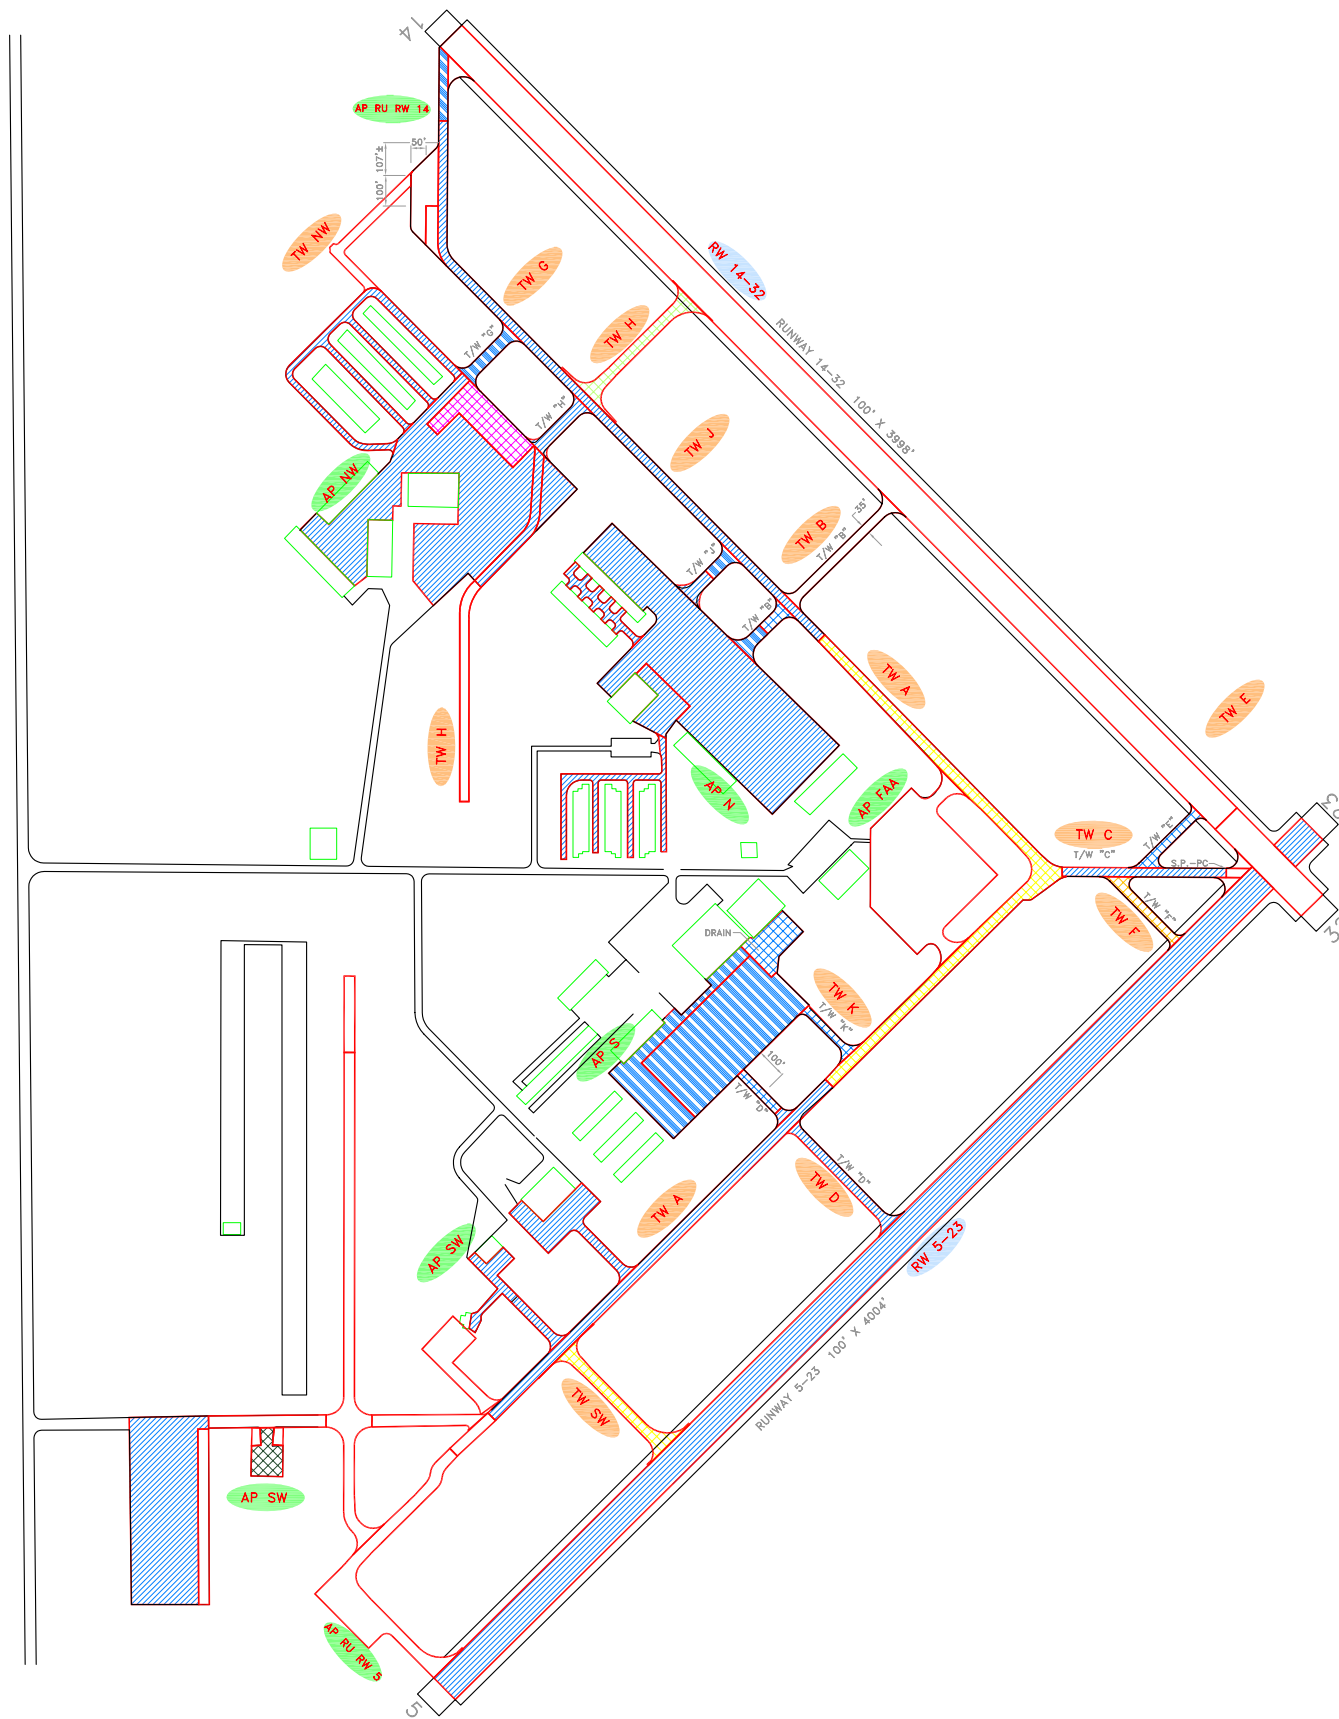 14
AP RU RW 14
50'
107'±
100'
TW NW
TW G
RW 14-32
TW H
T/W "G"
RUNWAY 14-32 100' X 3998'
T/W "H"
TW J
AP NW
35'
TW B
T/W "B"
T/W "J"
T/W "B"
TW A
TW E
TW H
AP N
AP FAA
23
TW C
T/W "E"
T/W "C"
S.P.-PC
T/W "F"
TW F
DRAIN
TW K
T/W "K"
AP S
100'
T/W "D"
T/W "D"
TW D
TW A
AP SW
RW 5-23
RUNWAY 5-23 100' X 4004'
TW SW
AP SW
AP RU RW 5
5